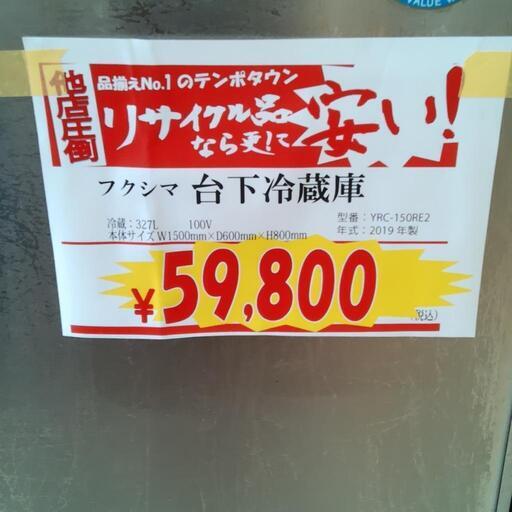 VALUE
他店圧倒
品揃えNo.1のテンポタウン
リサイクル品
なら更に
安い!
フクシマ 台下冷蔵庫
冷蔵:327L 100V
本体サイズ W1500mm×D600mm×H800mm
型番: YRC-150RE2
年式:2019年製
¥59,800
(税込)